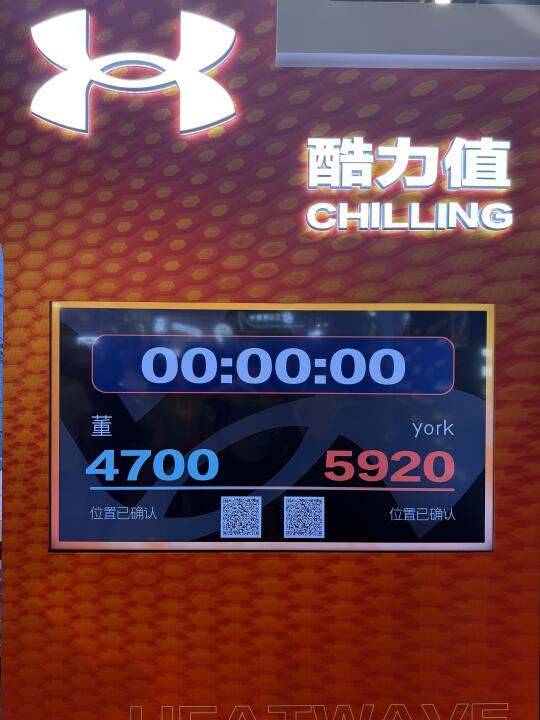 酷力值
CHILLING
00:00:00
董 york
4700 5920
位置已确认 位置已确认
HEATWAVE